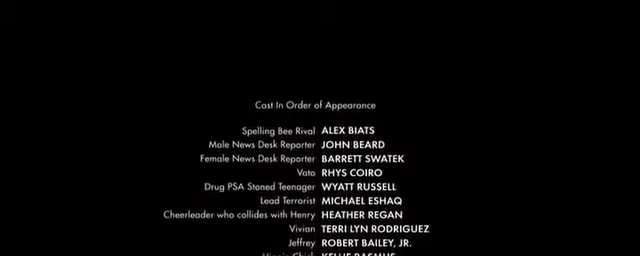 Cast In Order of Appearance
Spelling Bee Rival ALEX BIATS
Male News Desk Reporter JOHN BEARD
Female News Desk Reporter BARRETT SWATEK
Vato RHYS COIRO
Drug PSA Stoned Teenager WYATT RUSSELL
Lead Terrorist MICHAEL ESHAQ
Cheerleader who collides with Henry HEATHER REGAN
Vivian TERRI LYN RODRIGUEZ
Jeffrey ROBERT BAILEY, JR.